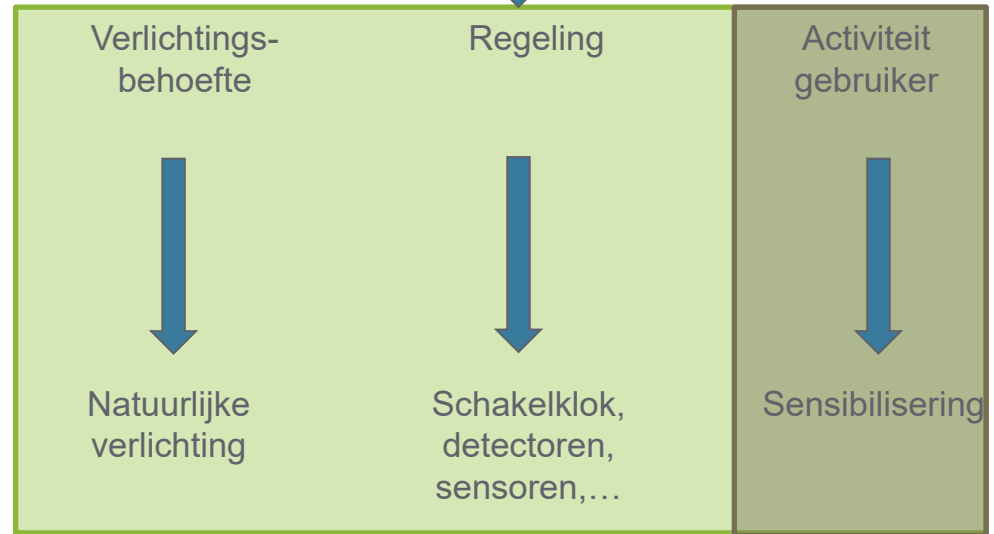 Verlichtings-
behoefte
Regeling
Activiteit
gebruiker
Natuurlijke
verlichting
Schakelklok,
detectoren,
sensoren,…
Sensibilisering